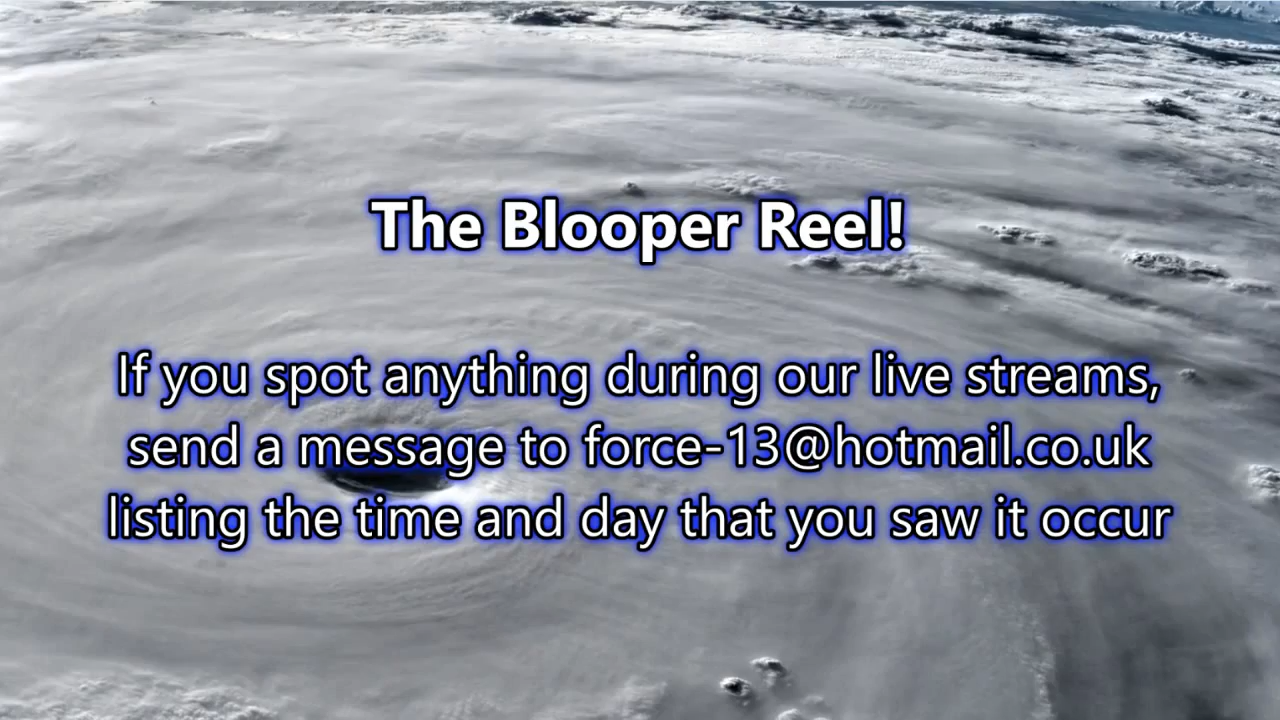 The Blooper Reel!
If you spot anything during our live streams,
send a message to force-13@hotmail.co.uk
listing the time and day that you saw it occur